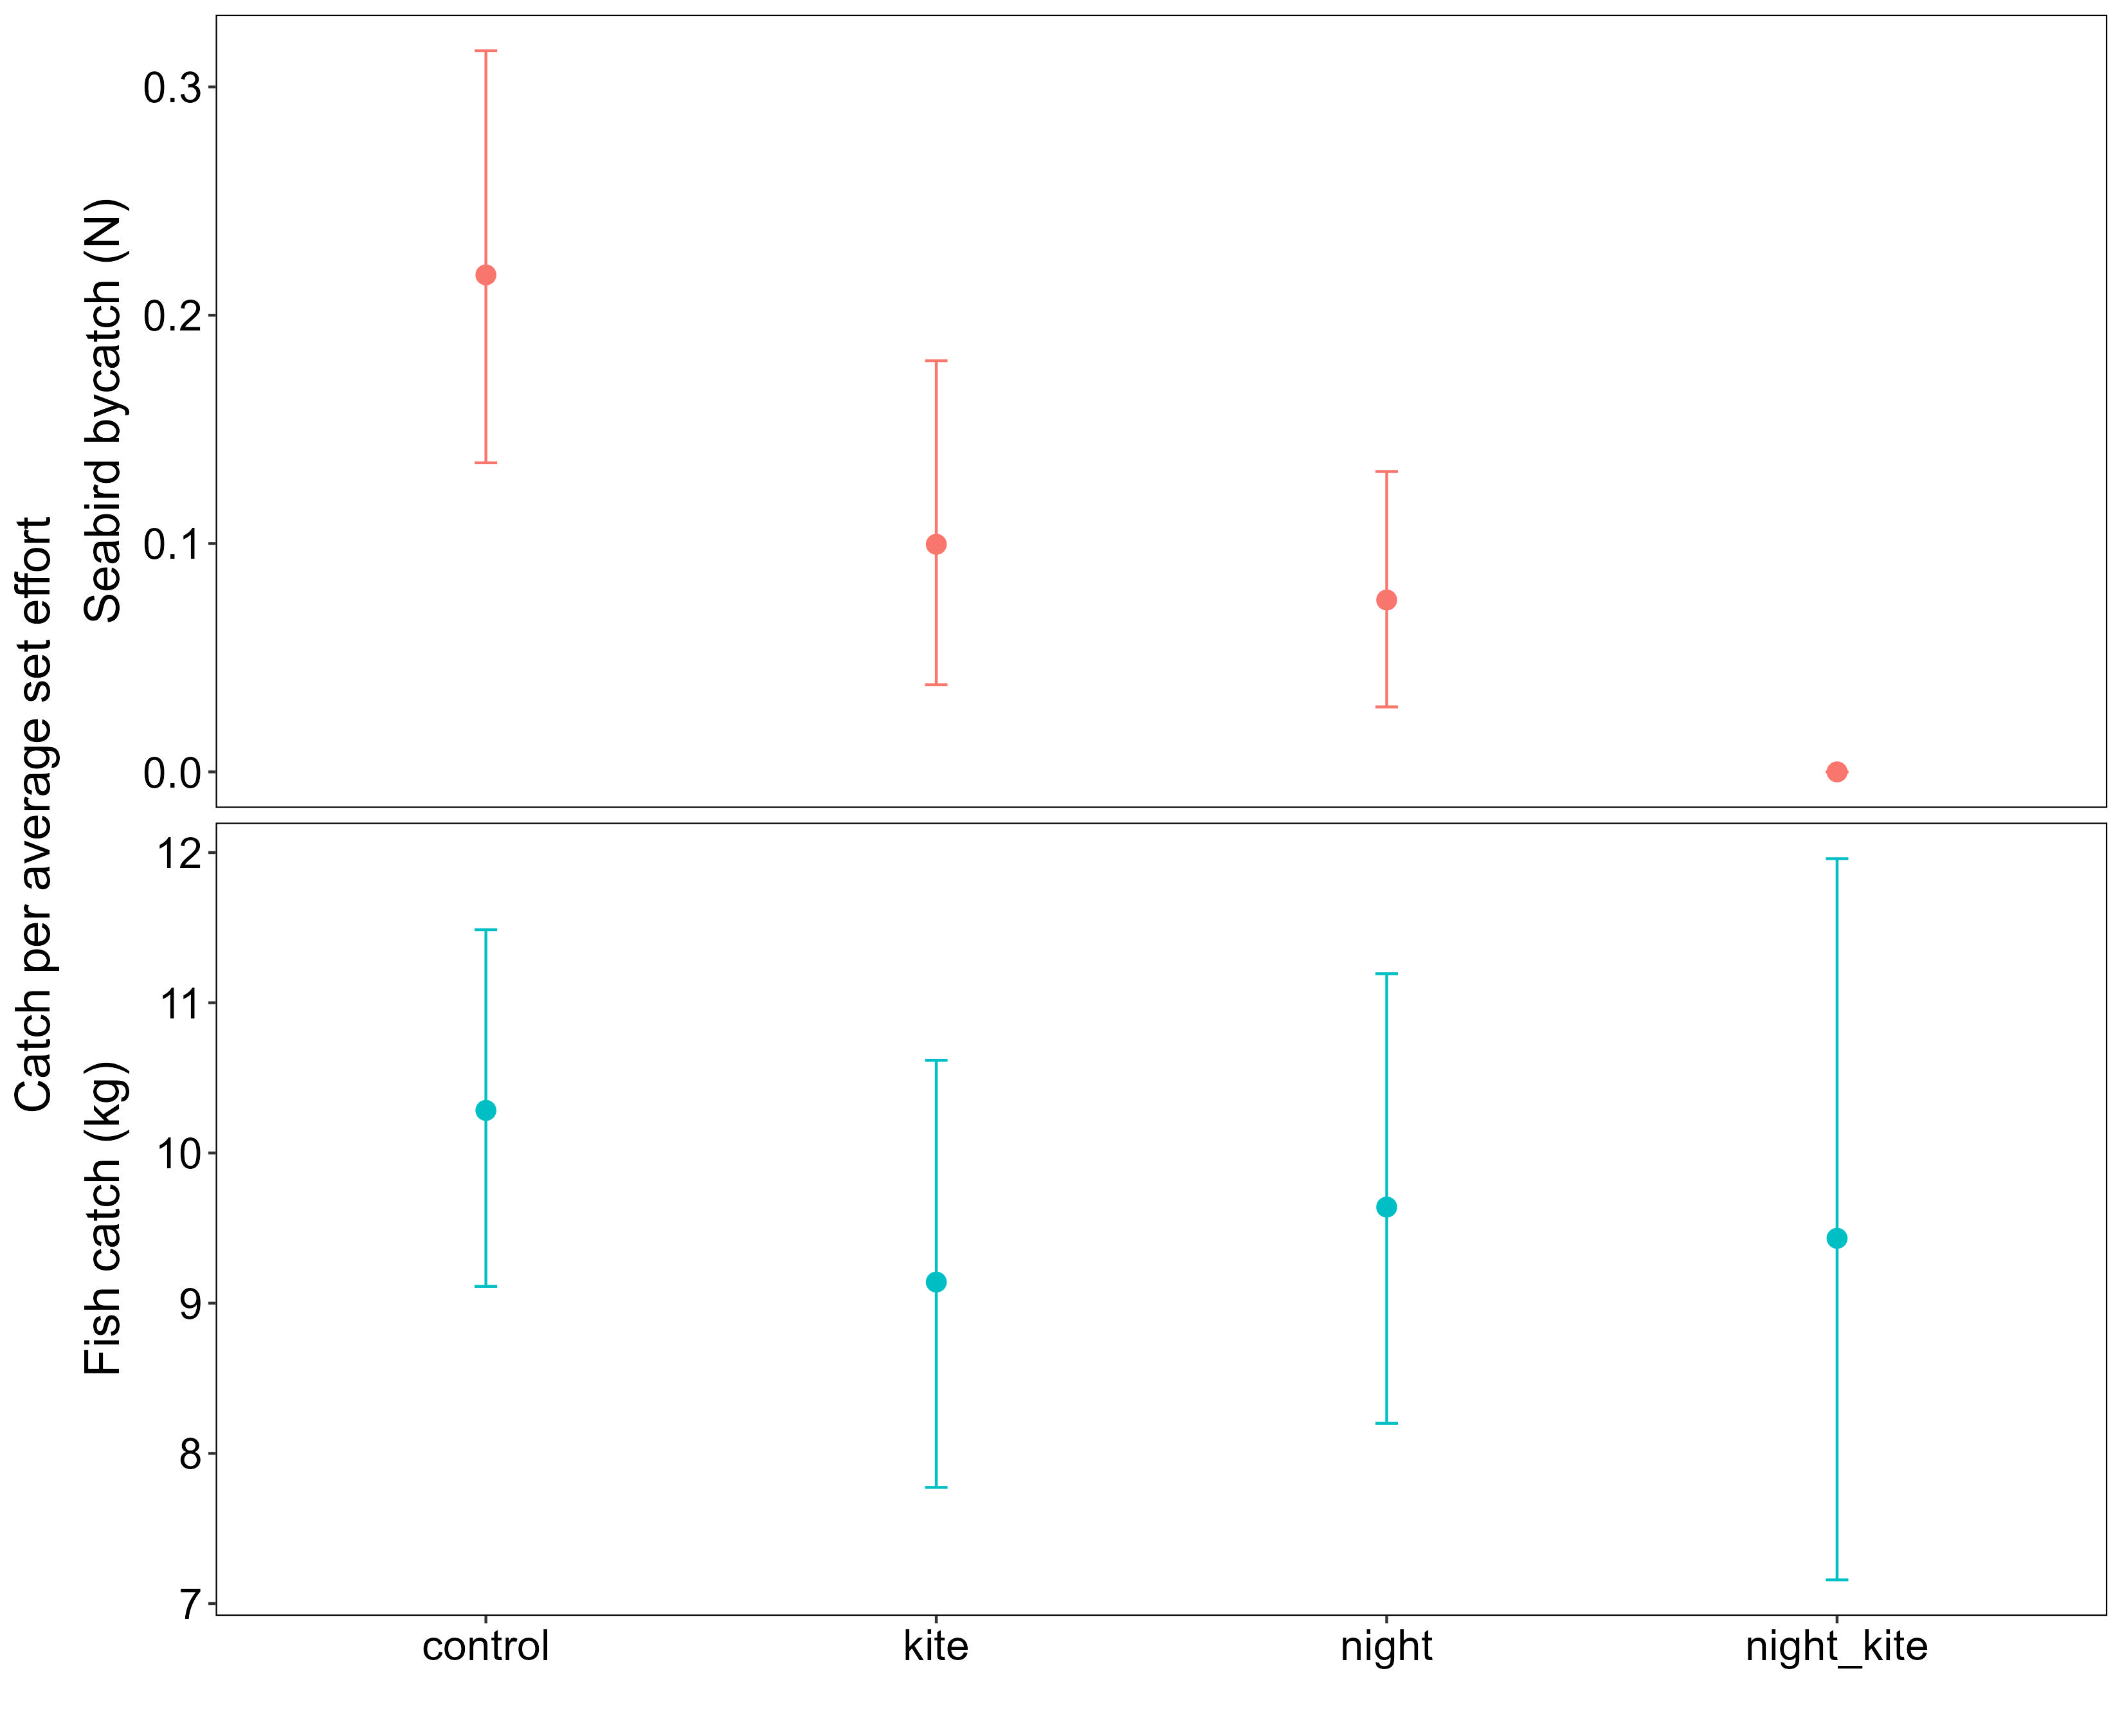 Catch per average set effort
Seabird bycatch (N)
0.3
0.2
0.1
0.0
Fish catch (kg)
12
11
10
9
8
7
control kite night night_kite